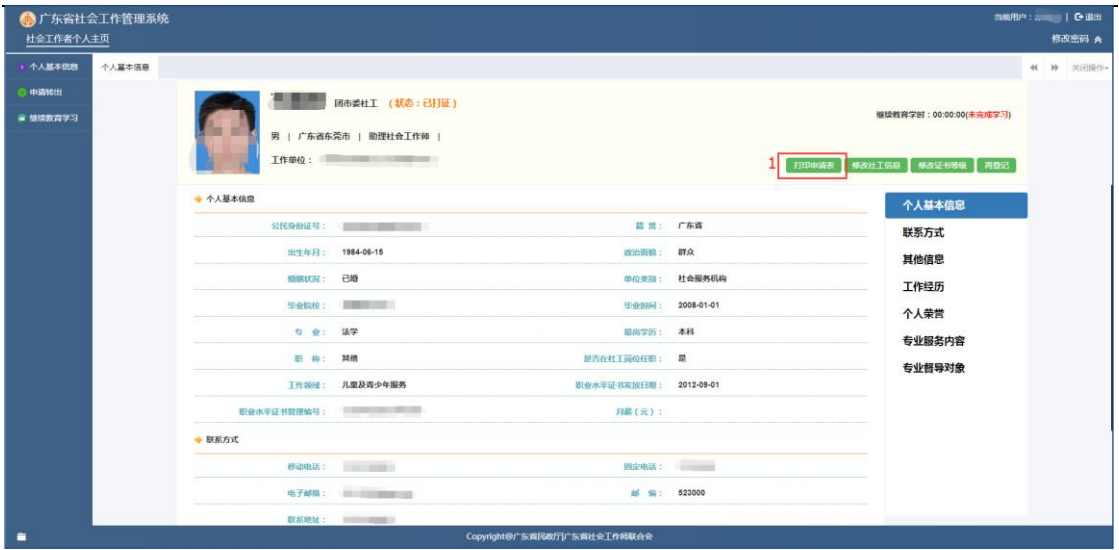 广东省社会工作管理系统
当前用户： | 退出
社会工作者个人主页
修改密码
个人基本信息
个人基本信息
关闭操作
申请转出
继续教育学习
团市委社工 （状态：已打证）
继续教育学时：00:00:00(未完成学习)
男 | 广东省东莞市 | 助理社会工作师 |
工作单位：
1
打印申请表 修改社工信息 修改证书等级 再登记
个人基本信息
个人基本信息
联系方式
其他信息
工作经历
个人荣誉
专业服务内容
专业督导对象
公民身份证号： 籍 贯： 广东省
出生年月： 1984-06-15 政治面貌： 群众
婚姻状况： 已婚 单位类别： 社会服务机构
毕业院校： 毕业时间： 2008-01-01
专 业： 法学 最高学历： 本科
职 称： 其他 是否在社工岗位任职： 是
工作领域： 儿童及青少年服务 职业水平证书发放日期： 2012-09-01
职业水平证书管理编号： 月薪（元）：
联系方式
移动电话： 固定电话：
电子邮箱： 邮 编： 523000
联系地址：
Copyright@广东省民政厅|广东省社会工作师联合会